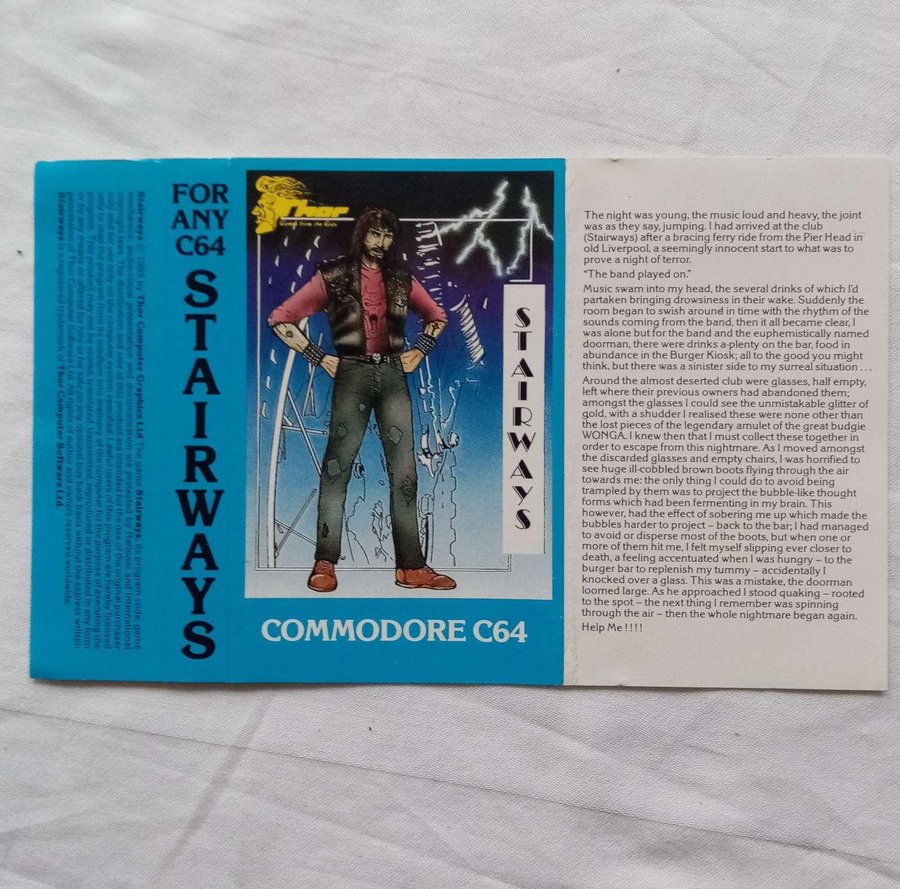 FOR
ANY
C64
STAIRWAYS
Thor
STAIRWAYS
COMMODORE C64
The night was young, the music loud and heavy, the joint
was as they say, jumping. I had arrived at the club
(Stairways) after a bracing ferry ride from the Pier Head in
old Liverpool, a seemingly innocent start to what was to
prove a night of terror.
“The band played on.”
Music swam into my head, the several drinks of which I’d
partaken bringing drowsiness in their wake. Suddenly the
room began to swish around in time with the rhythm of the
sounds coming from the band, then it all became clear, I
was alone but for the band and the euphemistically named
doorman, there were drinks a-plenty on the bar, food in
abundance in the Burger Kiosk; all to the good you might
think, but there was a sinister side to my surreal situation . . .
Around the almost deserted club were glasses, half empty,
left where their previous owners had abandoned them;
amongst the glasses I could see the unmistakable glitter of
gold, with a shudder I realised these were none other than
the lost pieces of the legendary amulet of the great budgie
WONGA. I knew then that I must collect these together in
order to escape from this nightmare. As I moved amongst
the discarded glasses and empty chairs, I was horrified to
see huge ill-cobbled brown boots flying through the air
towards me: the only thing I could do to avoid being
trampled by them was to project the bubble-like thought
forms which had been fermenting in my brain. This
however, had the effect of sobering me up which made the
bubbles harder to project – back to the bar; I had managed
to avoid or disperse most of the boots, but when one or
more of them hit me, I felt myself slipping ever closer to
death, a feeling accentuated when I was hungry – to the
burger bar to replenish my tummy – accidentally I
knocked over a glass. This was a mistake, the doorman
loomed large. As he approached I stood quaking – rooted
to the spot – the next thing I remember was spinning
through the air – then the whole nightmare began again.
Help Me ! ! ! !